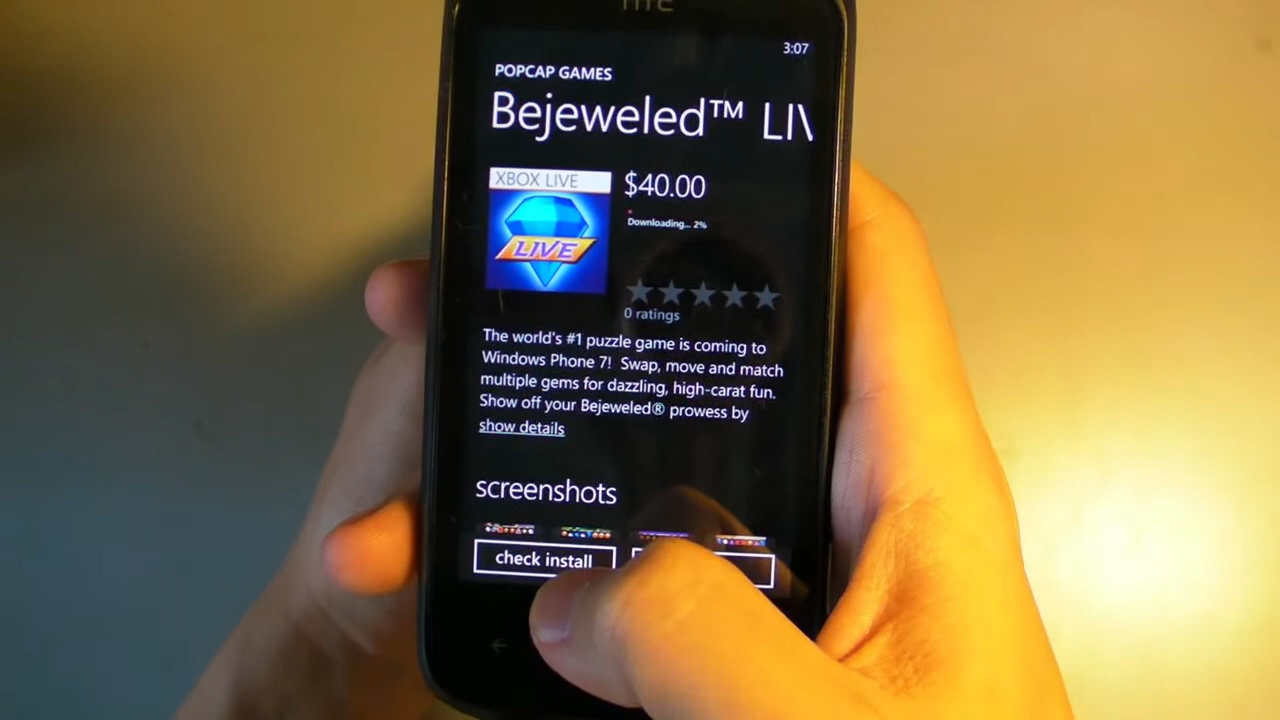 HTC
3:07
POPCAP GAMES
Bejeweled™ LIV
XBOX LIVE
$40.00
Downloading... 2%
LIVE
0 ratings
The world's #1 puzzle game is coming to
Windows Phone 7! Swap, move and match
multiple gems for dazzling, high-carat fun.
Show off your Bejeweled® prowess by
show details
screenshots
check install